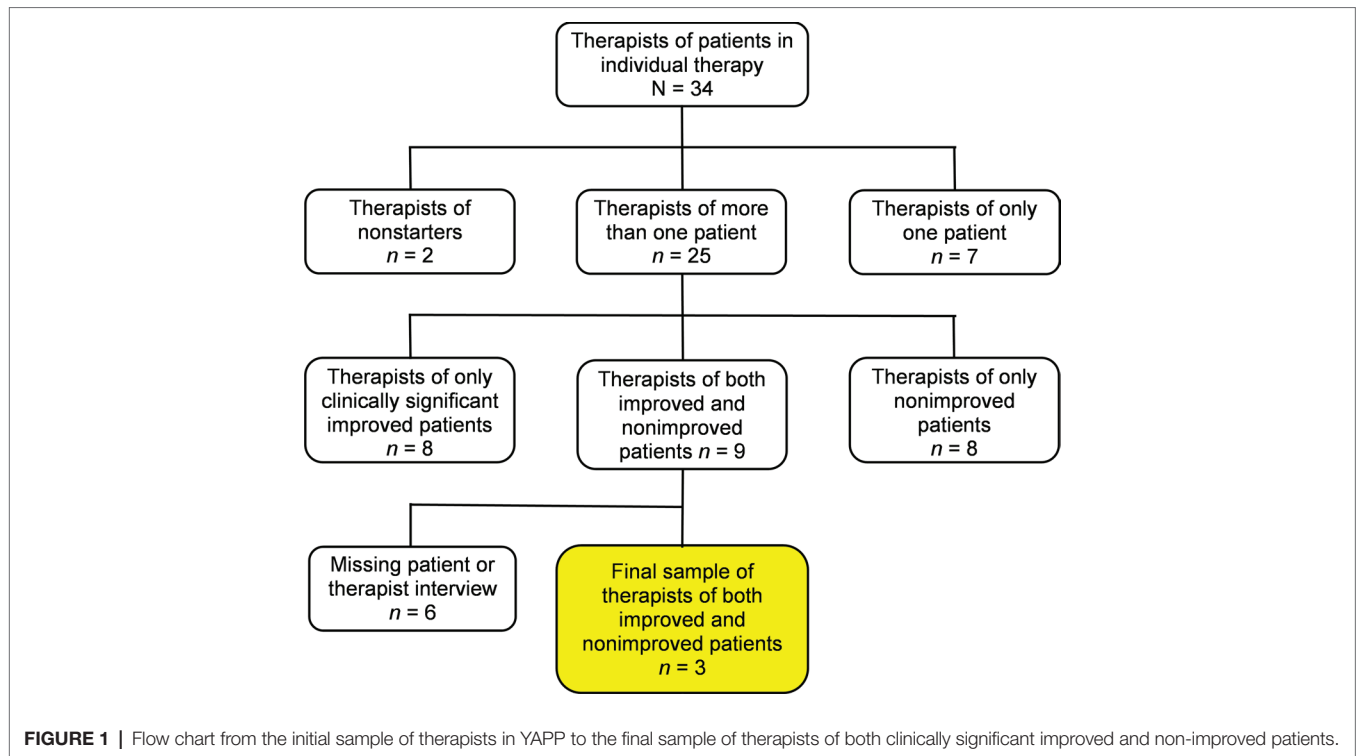 Therapists of patients in
individual therapy
N = 34
Therapists of
nonstarters
n = 2
Therapists of more
than one patient
n = 25
Therapists of only
one patient
n = 7
Therapists of only
clinically significant
improved patients
n = 8
Therapists of both
improved and
nonimproved
patients n = 9
Therapists of only
nonimproved
patients
n = 8
Missing patient or
therapist interview
n = 6
Final sample of
therapists of both
improved and
nonimproved patients
n = 3
FIGURE 1 | Flow chart from the initial sample of therapists in YAPP to the final sample of therapists of both clinically significant improved and non-improved patients.